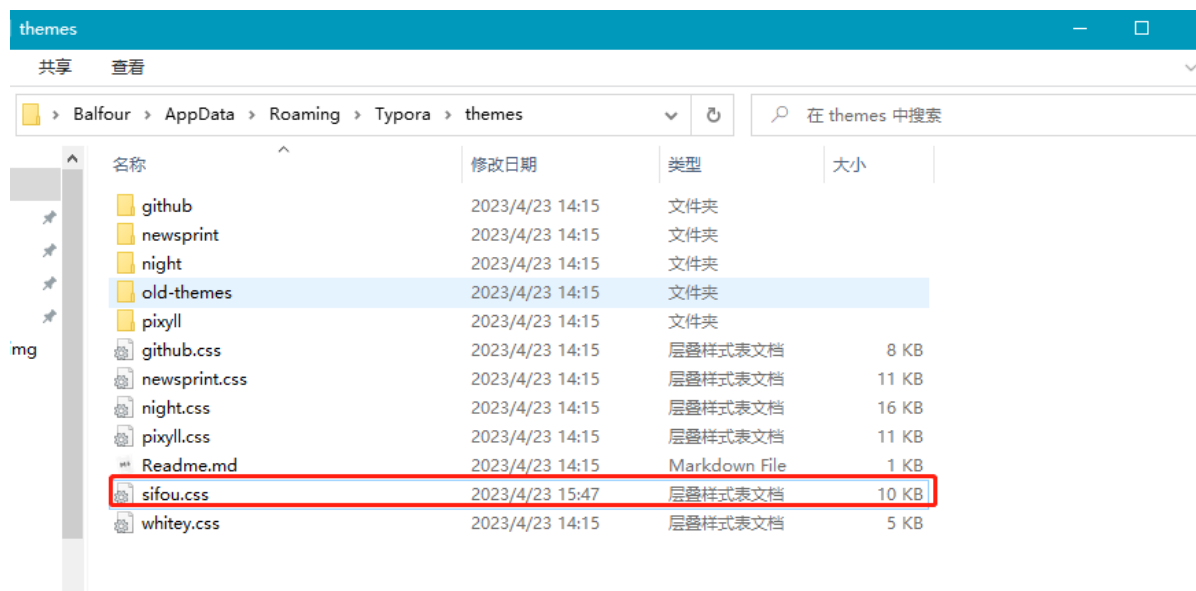 themes
共享 查看
Balfour › AppData › Roaming › Typora › themes 在 themes 中搜索
名称 修改日期 类型 大小
github 2023/4/23 14:15 文件夹
newsprint 2023/4/23 14:15 文件夹
night 2023/4/23 14:15 文件夹
old-themes 2023/4/23 14:15 文件夹
pixyll 2023/4/23 14:15 文件夹
img
github.css 2023/4/23 14:15 层叠样式表文档 8 KB
newsprint.css 2023/4/23 14:15 层叠样式表文档 11 KB
night.css 2023/4/23 14:15 层叠样式表文档 16 KB
pixyll.css 2023/4/23 14:15 层叠样式表文档 11 KB
Readme.md 2023/4/23 14:15 Markdown File 1 KB
sifou.css 2023/4/23 15:47 层叠样式表文档 10 KB
whitey.css 2023/4/23 14:15 层叠样式表文档 5 KB